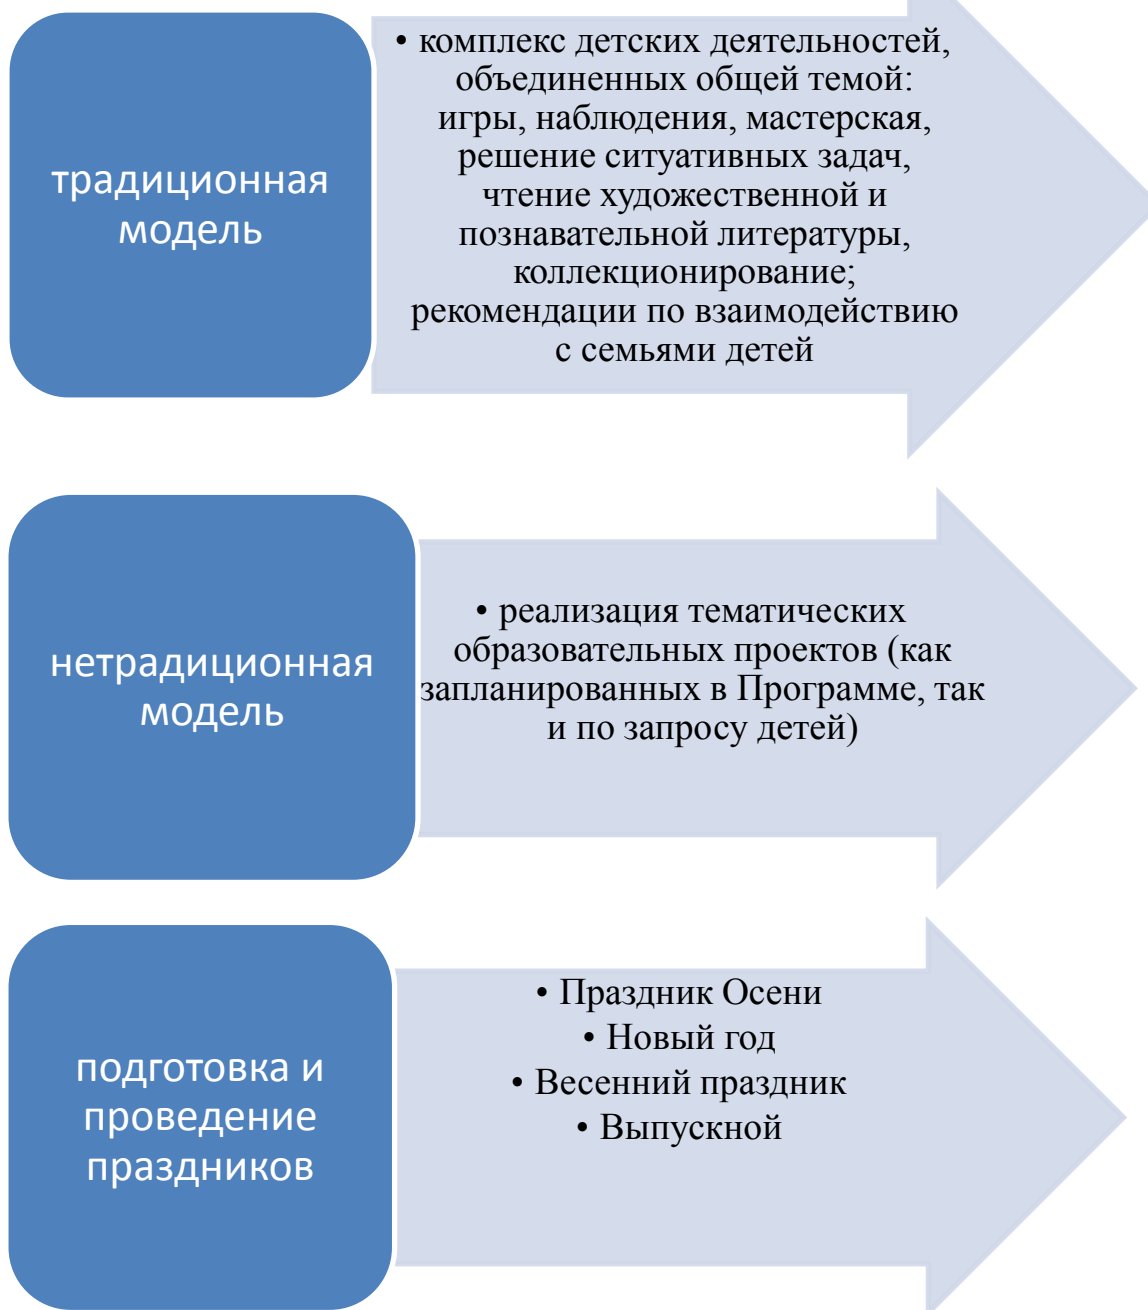 традиционная
модель
• комплекс детских деятельностей,
объединенных общей темой:
игры, наблюдения, мастерская,
решение ситуативных задач,
чтение художественной и
познавательной литературы,
коллекционирование;
рекомендации по взаимодействию
с семьями детей
нетрадиционная
модель
• реализация тематических
образовательных проектов (как
запланированных в Программе, так
и по запросу детей)
подготовка и
проведение
праздников
• Праздник Осени
• Новый год
• Весенний праздник
• Выпускной